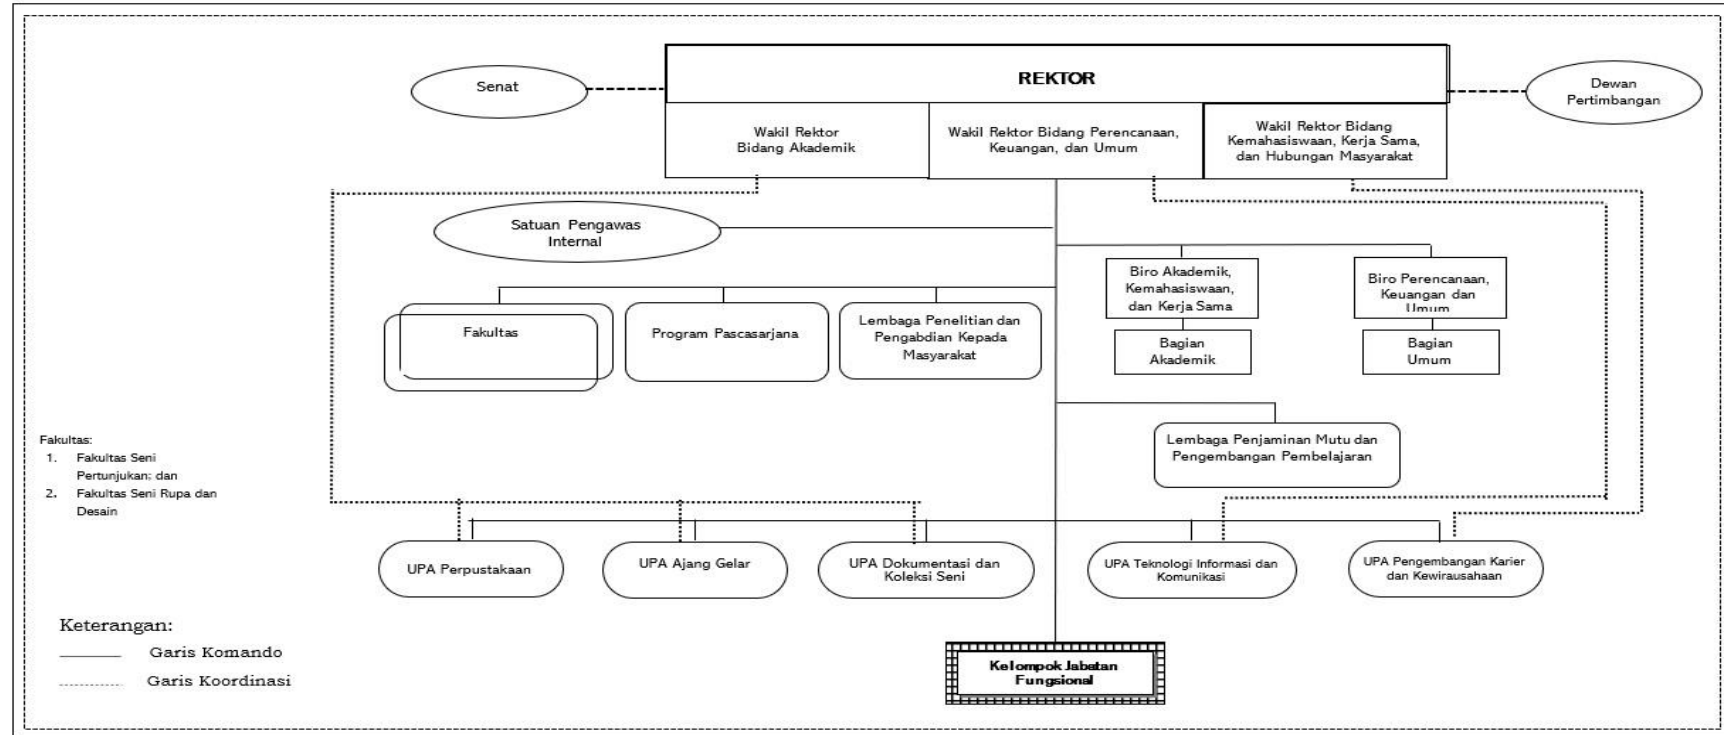 REKTOR
Senat
Dewan
Pertimbangan
Wakil Rektor
Bidang Akademik
Wakil Rektor Bidang Perencanaan,
Keuangan, dan Umum
Wakil Rektor Bidang
Kemahasiswaan, Kerja Sama,
dan Hubungan Masyarakat
Satuan Pengawas
Internal
Biro Akademik,
Kemahasiswaan,
dan Kerja Sama
Biro Perencanaan,
Keuangan dan
Umum
Fakultas
Program Pascasarjana
Lembaga Penelitian dan
Pengabdian Kepada
Masyarakat
Bagian
Akademik
Bagian
Umum
Lembaga Penjaminan Mutu dan
Pengembangan Pembelajaran
Fakultas:
1. Fakultas Seni
Pertunjukan; dan
2. Fakultas Seni Rupa dan
Desain
UPA Perpustakaan
UPA Ajang Gelar
UPA Dokumentasi dan
Koleksi Seni
UPA Teknologi Informasi dan
Komunikasi
UPA Pengembangan Karier
dan Kewirausahaan
Keterangan:
Garis Komando
Garis Koordinasi
Kelompok Jabatan
Fungsional